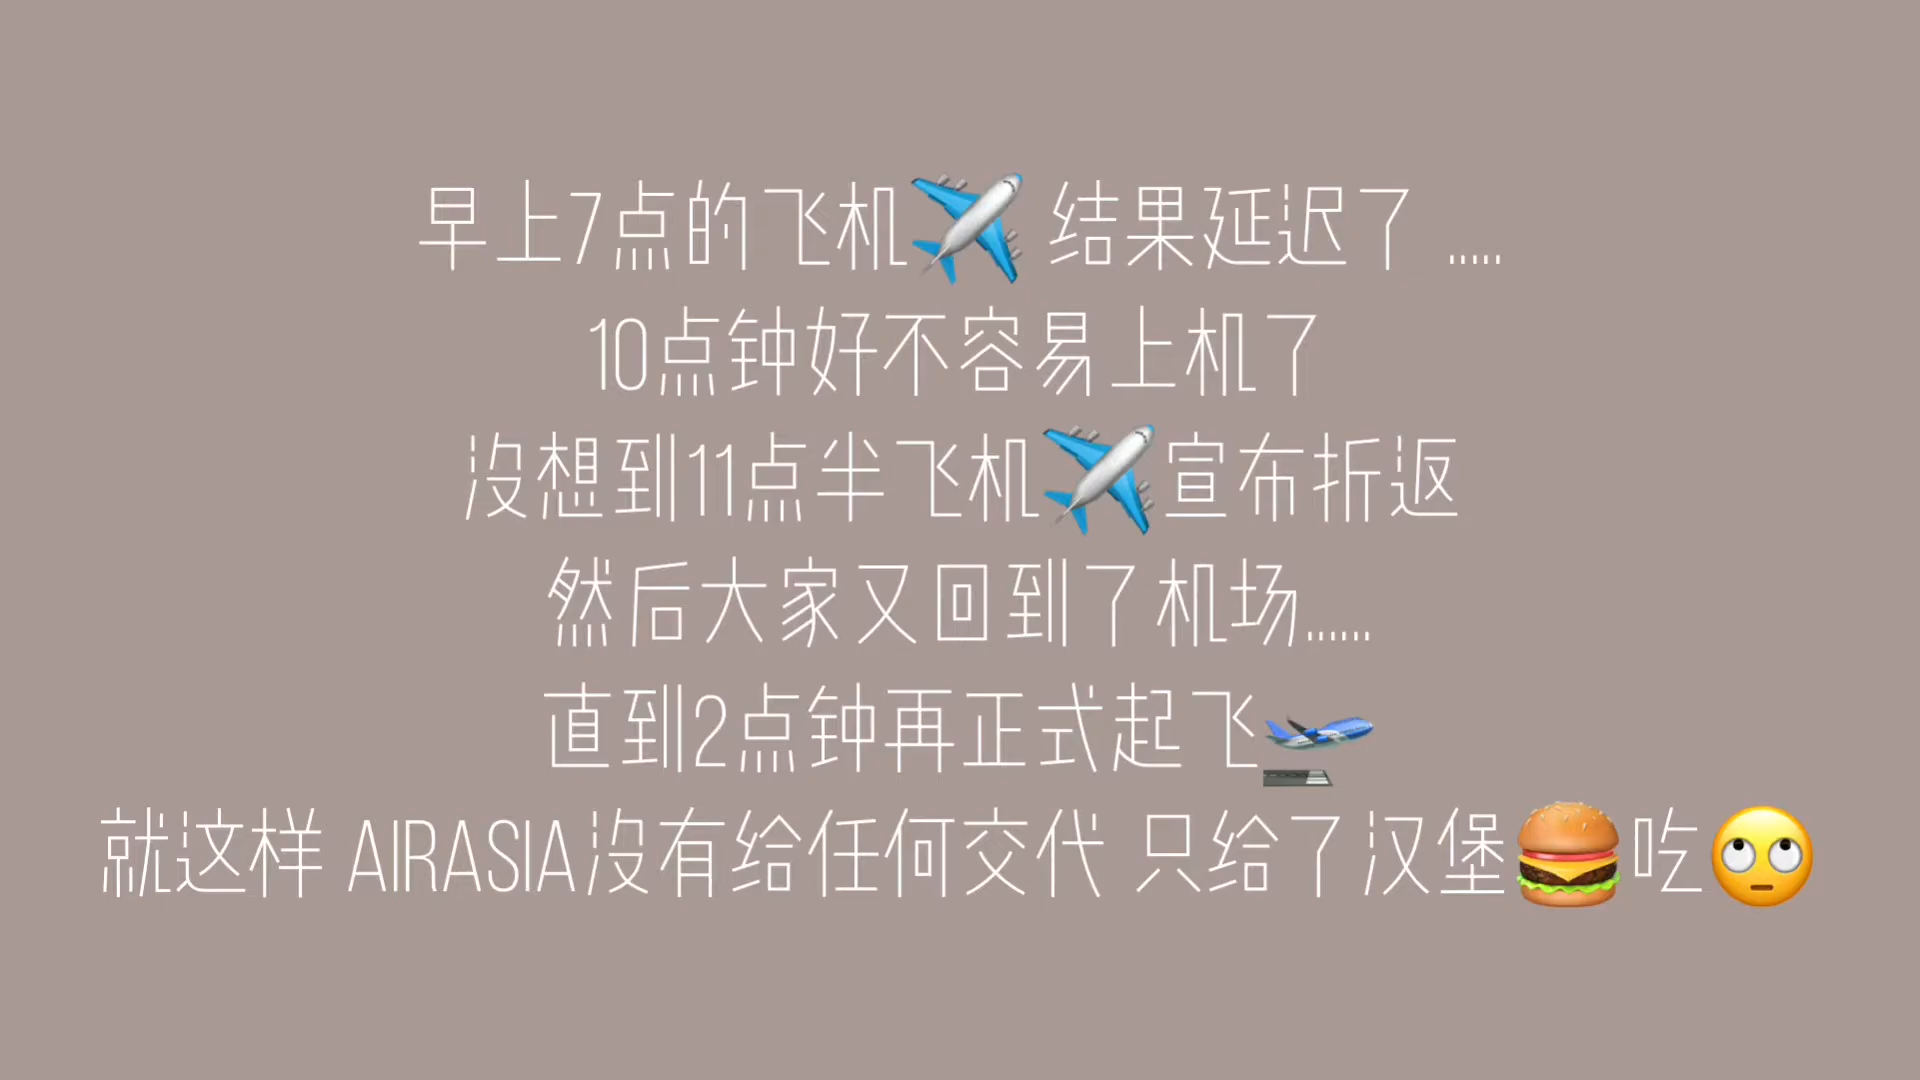 早上7点的飞机✈️ 结果延迟了 .....
10点钟好不容易上机了
没想到11点半飞机✈️宣布折返
然后大家又回到了机场......
直到2点钟再正式起飞🛫
就这样 AIRASIA没有给任何交代 只给了汉堡🍔吃🙄